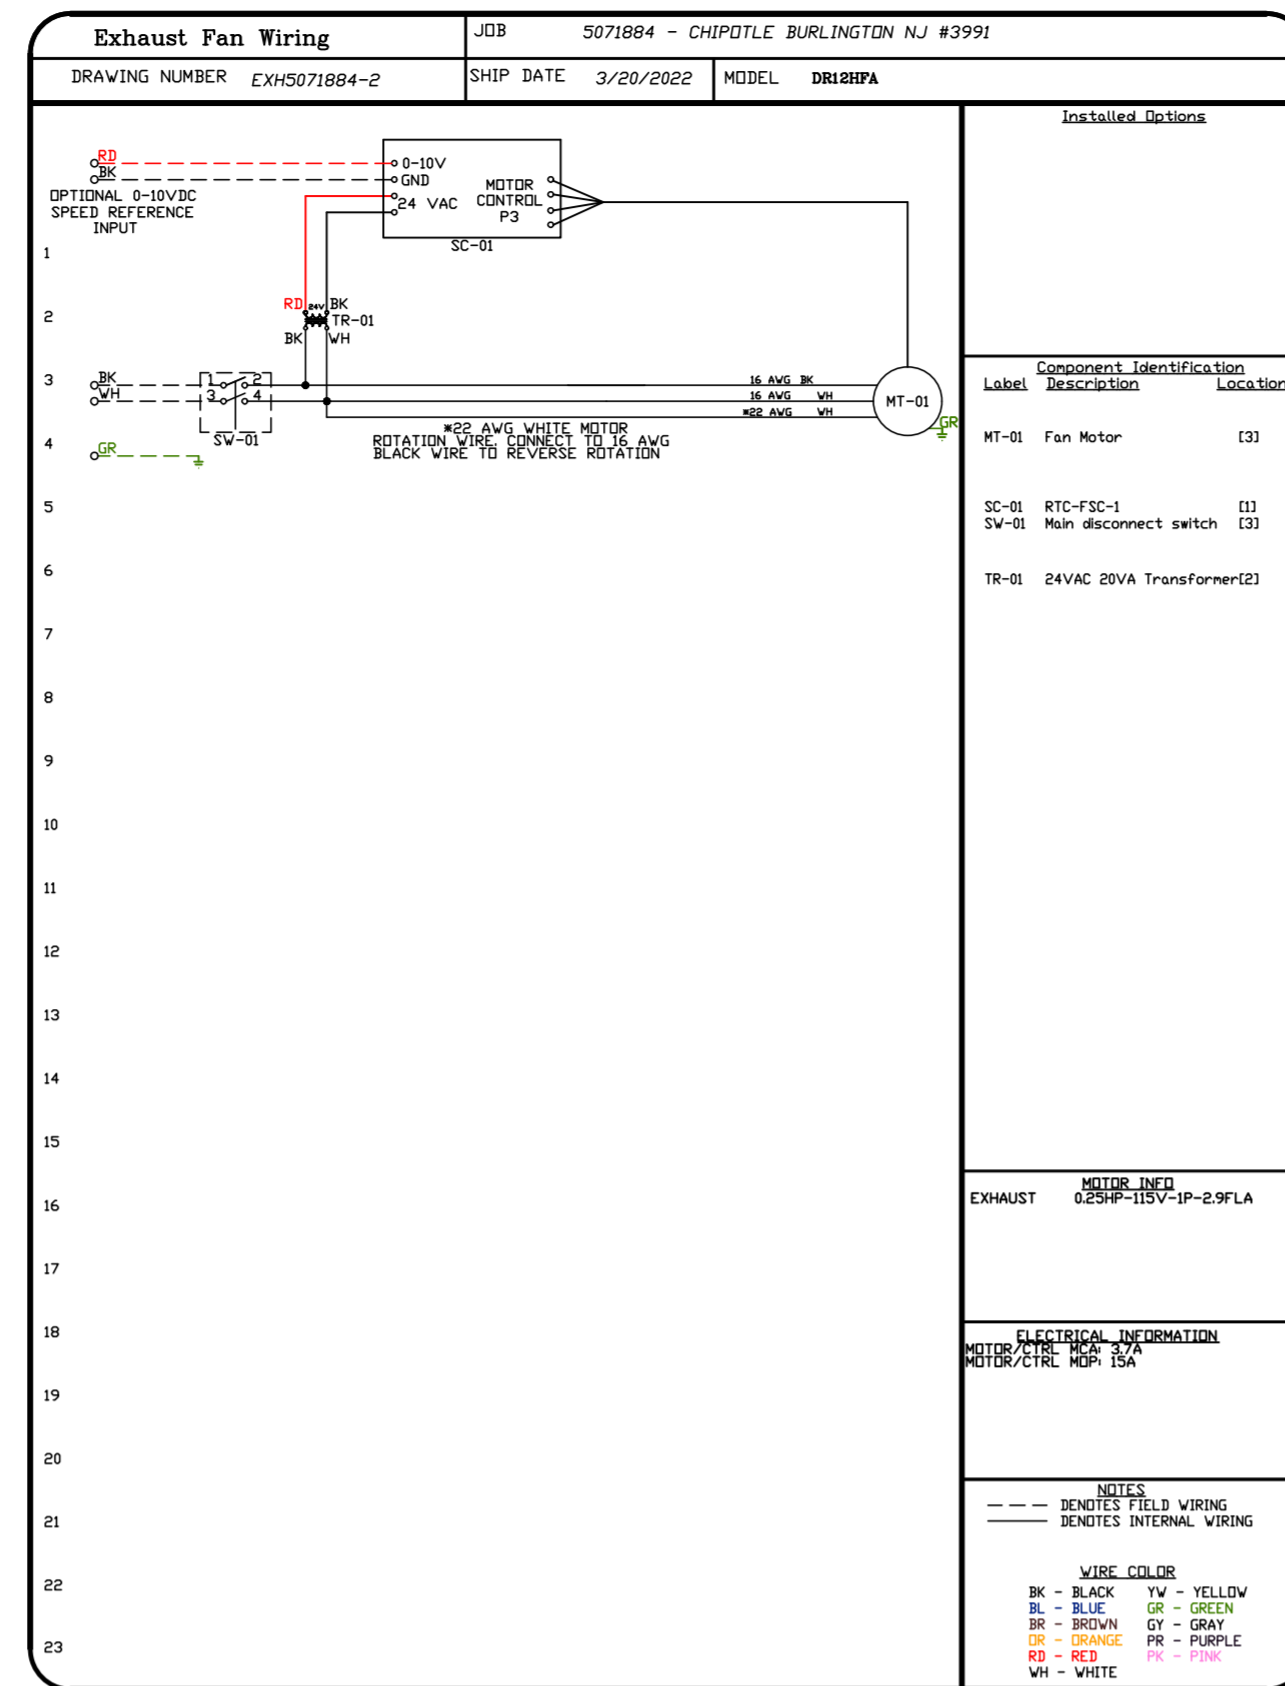 Exhaust Fan Wiring
JOB 5071884 - CHIPOTLE BURLINGTON NJ #3991
DRAWING NUMBER EXH5071884-2
SHIP DATE 3/20/2022
MODEL DR12HFA
RD
BK
OPTIONAL 0-10VDC
SPEED REFERENCE
INPUT
0-10V
GND
24 VAC
MOTOR
CONTROL
P3
SC-01
RD 24V BK
TR-01
BK WH
BK
WH
1 2
3 4
SW-01
GR
16 AWG BK
16 AWG WH
*22 AWG WH
MT-01
GR
*22 AWG WHITE MOTOR
ROTATION WIRE. CONNECT TO 16 AWG
BLACK WIRE TO REVERSE ROTATION
1
2
3
4
5
6
7
8
9
10
11
12
13
14
15
16
17
18
19
20
21
22
23
Installed Options
Component Identification
Label Description Location
MT-01 Fan Motor [3]
SC-01 RTC-FSC-1 [1]
SW-01 Main disconnect switch [3]
TR-01 24VAC 20VA Transformer[2]
MOTOR INFO
EXHAUST 0.25HP-115V-1P-2.9FLA
ELECTRICAL INFORMATION
MOTOR/CTRL MCA: 3.7A
MOTOR/CTRL MOP: 15A
NOTES
DENOTES FIELD WIRING
DENOTES INTERNAL WIRING
WIRE COLOR
BK - BLACK YW - YELLOW
BL - BLUE GR - GREEN
BR - BROWN GY - GRAY
OR - ORANGE PR - PURPLE
RD - RED PK - PINK
WH - WHITE